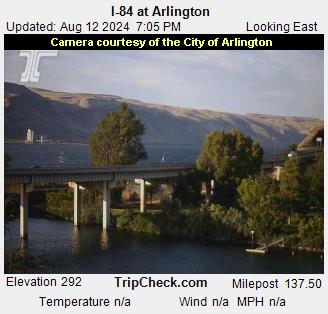 I-84 at Arlington
Updated: Aug 12 2024 7:05 PM Looking East
Camera courtesy of the City of Arlington
Elevation 292 TripCheck.com Milepost 137.50
Temperature n/a Wind n/a MPH n/a